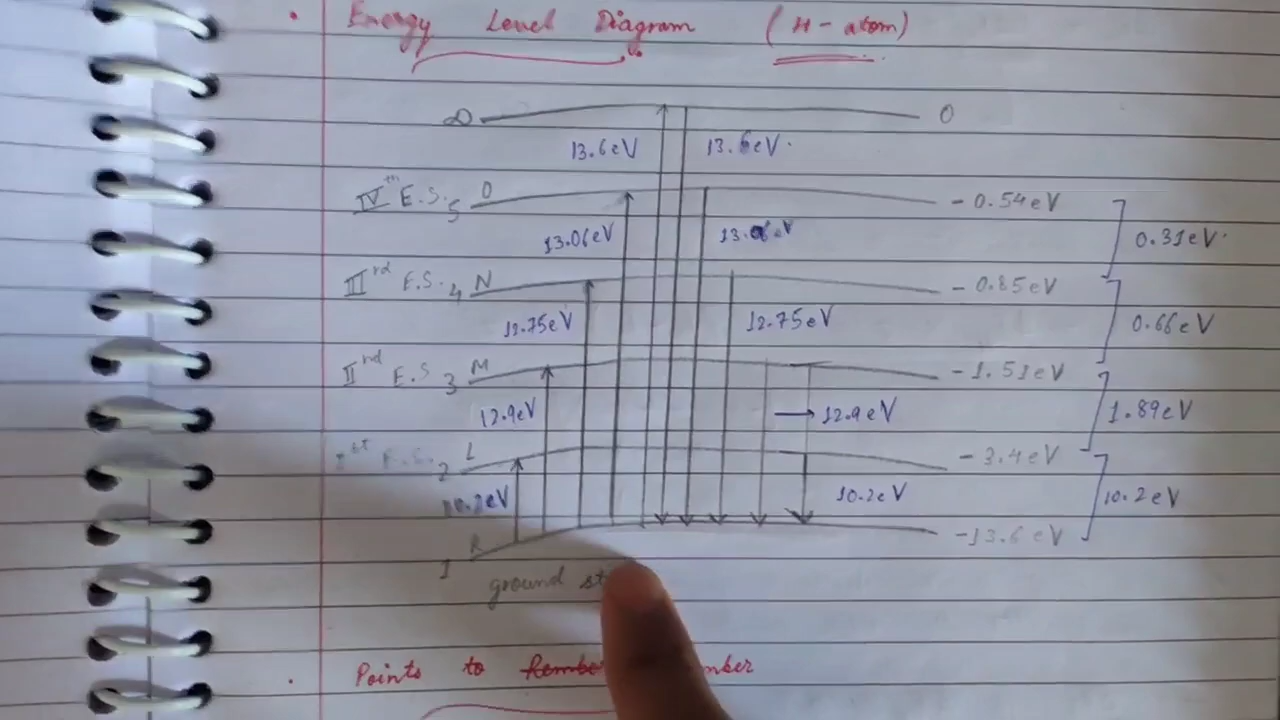 • Energy Level Diagram (H-atom)
∞ 0
13.6eV 13.6eV.
IVth E.S. 5 O - 0.54eV
13.06eV 0.31eV.
IIIrd E.S. 4 N - 0.85eV
12.75eV 12.75eV 0.66eV
IIrd E.S 3 M - 1.51eV
12.9eV 12.9eV 1.89eV
Ist E.S. 2 L - 3.4eV
10.2eV 10.2eV 10.2eV
1 K -13.6eV
ground
• Points to